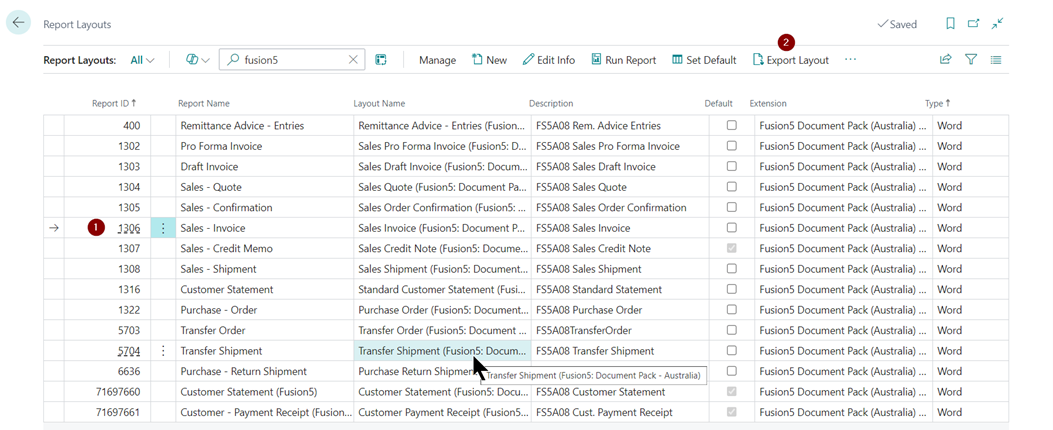 Report Layouts
Saved
2
Report Layouts: All fusion5 Manage New Edit Info Run Report Set Default Export Layout ...
Report ID ↑ Report Name Layout Name Description Default Extension Type ↑
400 Remittance Advice - Entries Remittance Advice - Entries (Fusion... FS5A08 Rem. Advice Entries Fusion5 Document Pack (Australia) ... Word
1302 Pro Forma Invoice Sales Pro Forma Invoice (Fusion5: D... FS5A08 Sales Pro Forma Invoice Fusion5 Document Pack (Australia) ... Word
1303 Draft Invoice Sales Draft Invoice (Fusion5: Docum... FS5A08 Sales Draft Invoice Fusion5 Document Pack (Australia) ... Word
1304 Sales - Quote Sales Quote (Fusion5: Document Pa... FS5A08 Sales Quote Fusion5 Document Pack (Australia) ... Word
1305 Sales - Confirmation Sales Order Confirmation (Fusion5: ... FS5A08 Sales Order Confirmation Fusion5 Document Pack (Australia) ... Word
1 1306 Sales - Invoice Sales Invoice (Fusion5: Document P... FS5A08 Sales Invoice Fusion5 Document Pack (Australia) ... Word
1307 Sales - Credit Memo Sales Credit Note (Fusion5: Docume... FS5A08 Sales Credit Note Fusion5 Document Pack (Australia) ... Word
1308 Sales - Shipment Sales Shipment (Fusion5: Document... FS5A08 Sales Shipment Fusion5 Document Pack (Australia) ... Word
1316 Customer Statement Standard Customer Statement (Fusi... FS5A08 Standard Statement Fusion5 Document Pack (Australia) ... Word
1322 Purchase - Order Purchase Order (Fusion5: Document... FS5A08 Purchase Order Fusion5 Document Pack (Australia) ... Word
5703 Transfer Order Transfer Order (Fusion5: Document ... FS5A08TransferOrder Fusion5 Document Pack (Australia) ... Word
5704 Transfer Shipment Transfer Shipment (Fusion5: Docum... FS5A08 Transfer Shipment Fusion5 Document Pack (Australia) ... Word
6636 Purchase - Return Shipment Purchase Return Fusion5 Document Pack (Australia) ... Word
Transfer Shipment (Fusion5: Document Pack - Australia)
71697660 Customer Statement (Fusion5) Customer Statement (Fusion5: Docu... FS5A08 Customer Statement Fusion5 Document Pack (Australia) ... Word
71697661 Customer - Payment Receipt (Fusion... Customer Payment Receipt (Fusion5... FS5A08 Cust. Payment Receipt Fusion5 Document Pack (Australia) ... Word